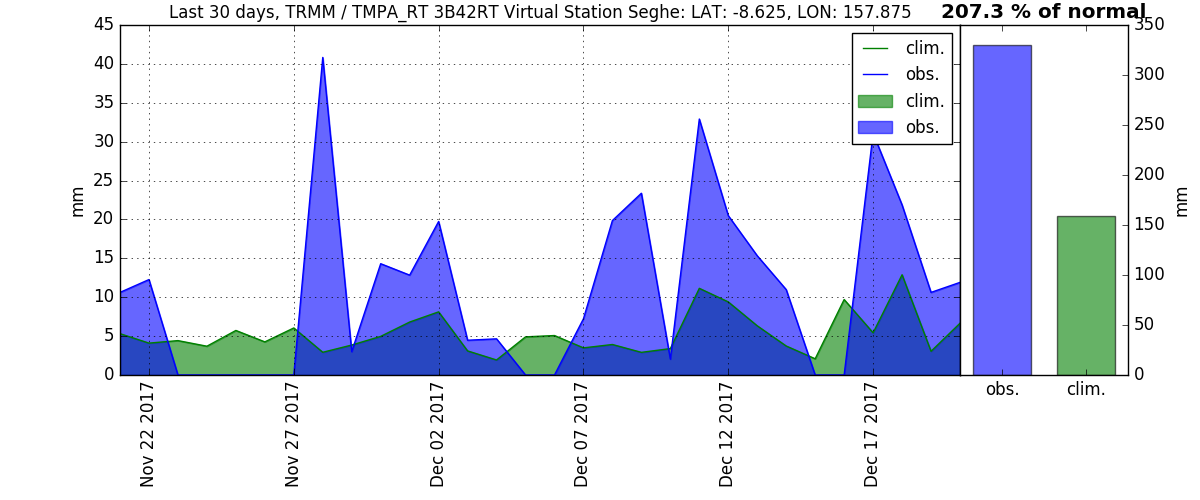 Last 30 days, TRMM / TMPA_RT 3B42RT Virtual Station Seghe: LAT: -8.625, LON: 157.875
207.3 % of normal
45
40
35
30
25
20
15
10
5
0
mm
clim.
obs.
clim.
obs.
350
300
250
200
150
100
50
0
mm
Nov 22 2017
Nov 27 2017
Dec 02 2017
Dec 07 2017
Dec 12 2017
Dec 17 2017
obs.
clim.